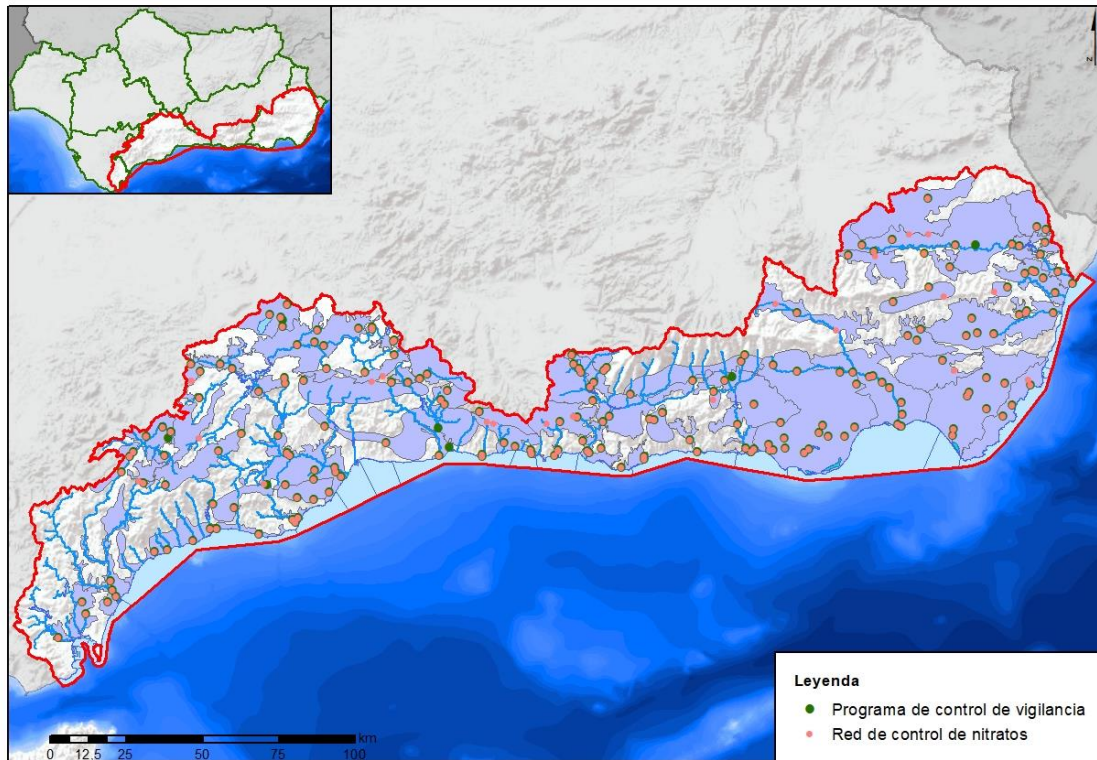 N
Leyenda
Programa de control de vigilancia
Red de control de nitratos
km
0 12.5 25 50 75 100